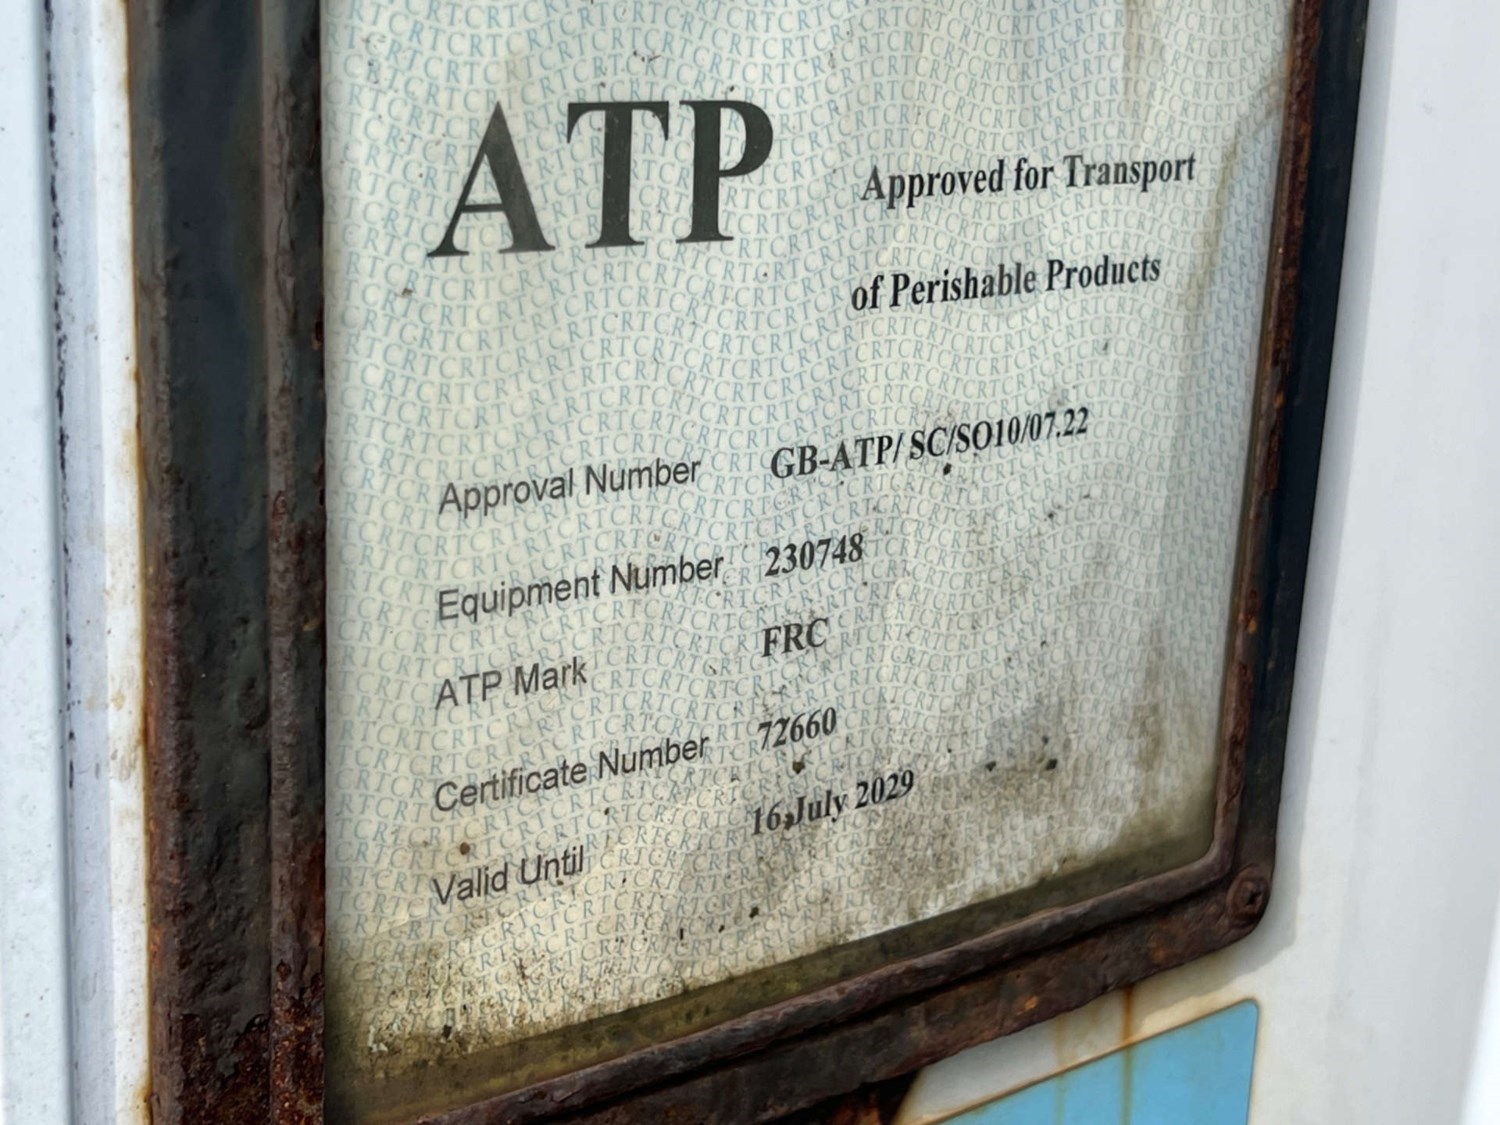 ATP
Approved for Transport
of Perishable Products
Approval Number GB-ATP/ SC/SO10/07.22
Equipment Number 230748
ATP Mark FRC
Certificate Number 72660
Valid Until 16 July 2029